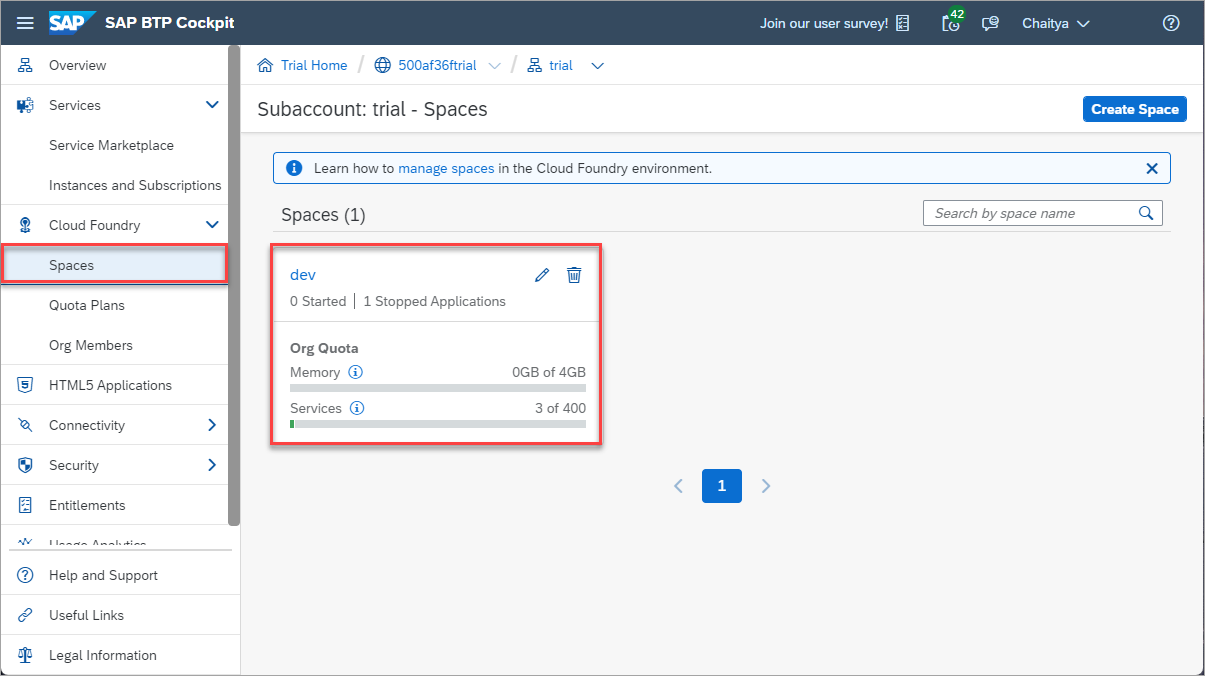 SAP SAP BTP Cockpit
Join our user survey!
42
Chaitya
Overview
Services
Service Marketplace
Instances and Subscriptions
Cloud Foundry
Spaces
Quota Plans
Org Members
HTML5 Applications
Connectivity
Security
Entitlements
Usage Analytics
Help and Support
Useful Links
Legal Information
Trial Home / 500af36ftrial / trial
Subaccount: trial - Spaces
Create Space
Learn how to manage spaces in the Cloud Foundry environment.
Spaces (1)
Search by space name
dev
0 Started | 1 Stopped Applications
Org Quota
Memory 0GB of 4GB
Services 3 of 400
1